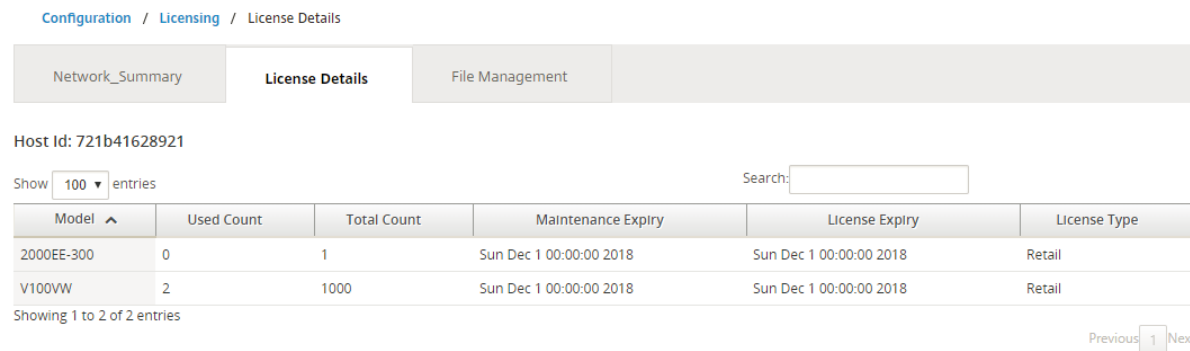 Configuration / Licensing / License Details
Network_Summary License Details File Management
Host Id: 721b41628921
Show 100 entries Search:
Model Used Count Total Count Maintenance Expiry License Expiry License Type
2000EE-300 0 1 Sun Dec 1 00:00:00 2018 Sun Dec 1 00:00:00 2018 Retail
V100VW 2 1000 Sun Dec 1 00:00:00 2018 Sun Dec 1 00:00:00 2018 Retail
Showing 1 to 2 of 2 entries
Previous 1 Nex